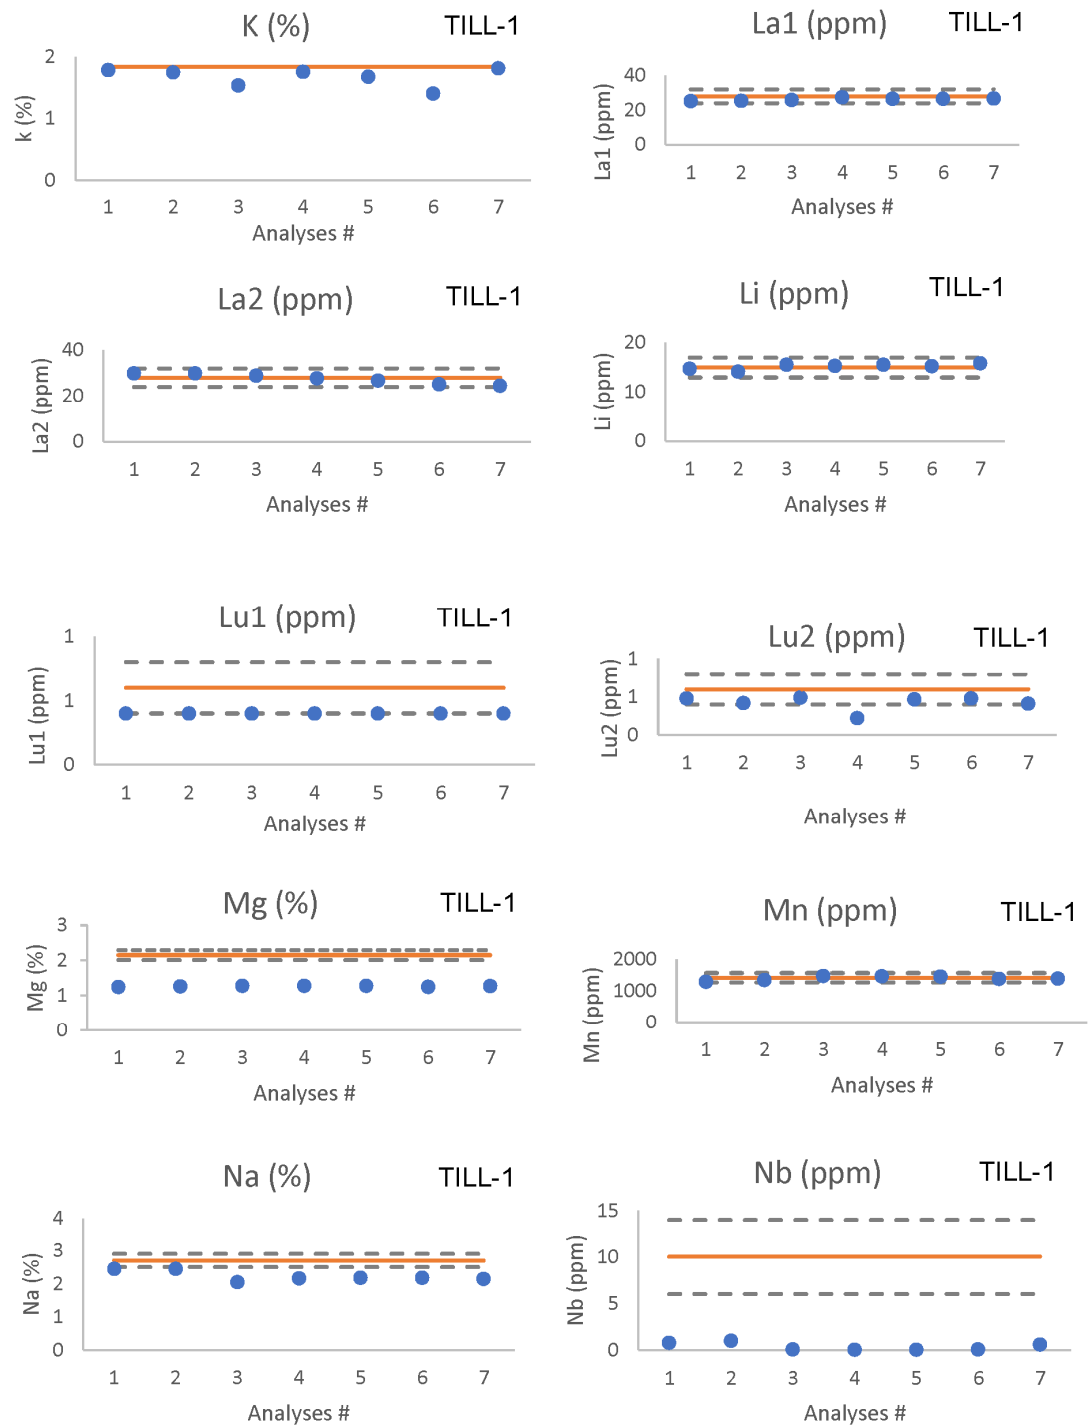 K (%) TILL-1
k (%)
2
1
0
1 2 3 4 5 6 7
Analyses #
La1 (ppm) TILL-1
La1 (ppm)
40
20
0
1 2 3 4 5 6 7
Analyses #
La2 (ppm) TILL-1
La2 (ppm)
40
20
0
1 2 3 4 5 6 7
Analyses #
Li (ppm) TILL-1
Li (ppm)
20
10
0
1 2 3 4 5 6 7
Analyses #
Lu1 (ppm) TILL-1
Lu1 (ppm)
1
1
0
1 2 3 4 5 6 7
Analyses #
Lu2 (ppm) TILL-1
Lu2 (ppm)
1
1
0
1 2 3 4 5 6 7
Analyses #
Mg (%) TILL-1
Mg (%)
3
2
1
0
1 2 3 4 5 6 7
Analyses #
Mn (ppm) TILL-1
Mn (ppm)
2000
1000
0
1 2 3 4 5 6 7
Analyses #
Na (%) TILL-1
Na (%)
4
3
2
1
0
1 2 3 4 5 6 7
Analyses #
Nb (ppm) TILL-1
Nb (ppm)
15
10
5
0
1 2 3 4 5 6 7
Analyses #